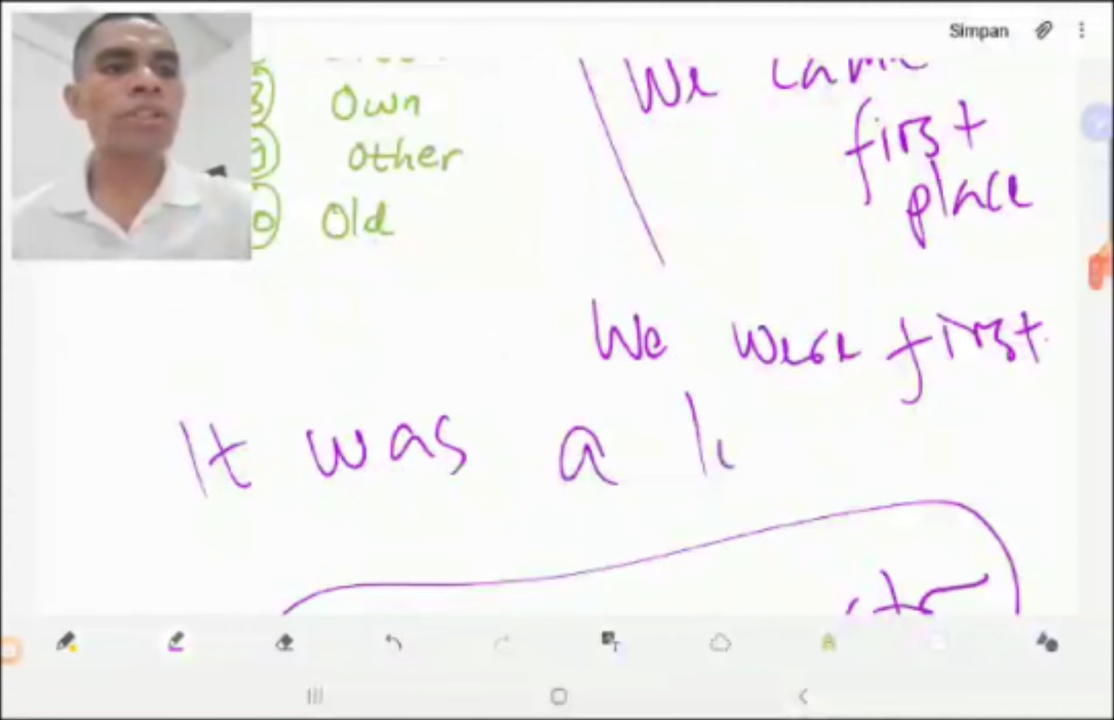 Simpan
Own
Other
Old
We came
first
place
We were first.
It was a